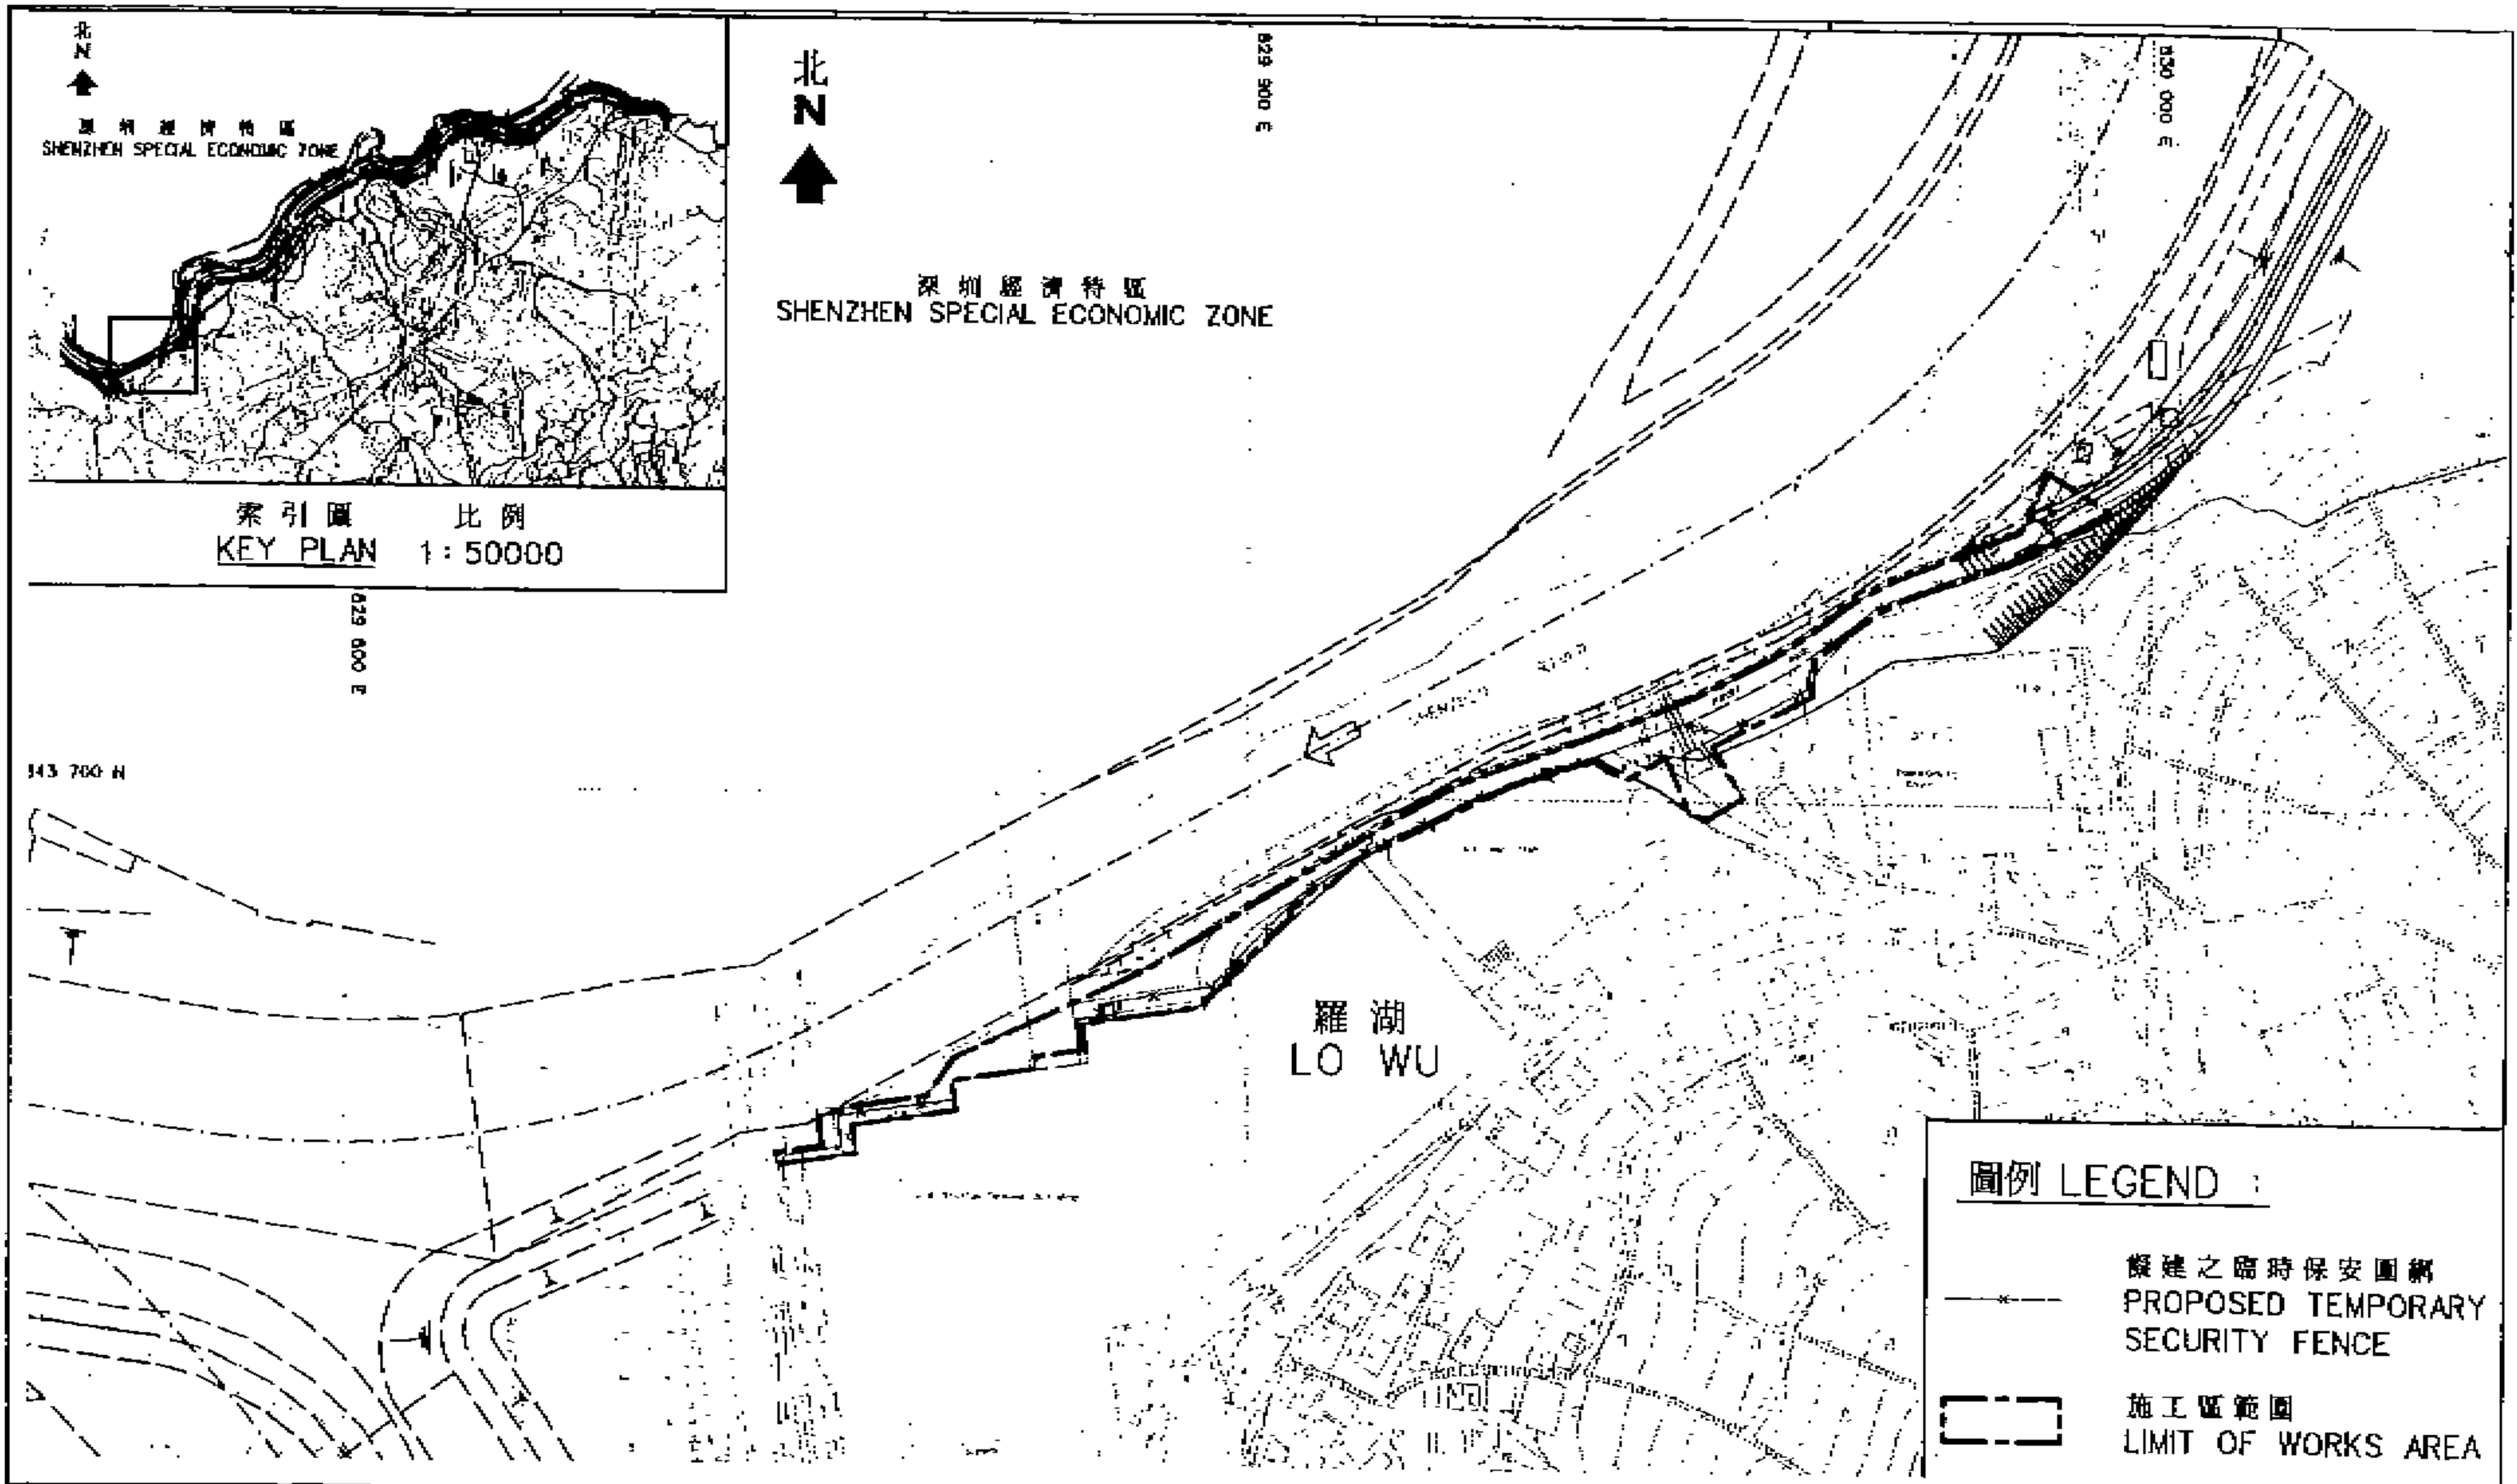 北
N
深圳經濟特區
SHENZHEN SPECIAL ECONOMIC ZONE
索引圖 比例
KEY PLAN 1:50000
北
N
829 900 E
830 000 E
深圳經濟特區
SHENZHEN SPECIAL ECONOMIC ZONE
829 800 E
843 700 N
SHENZHEN
羅湖
LO WU
圖例 LEGEND :
擬建之臨時保安圍網
PROPOSED TEMPORARY
SECURITY FENCE
施工區範圍
LIMIT OF WORKS AREA